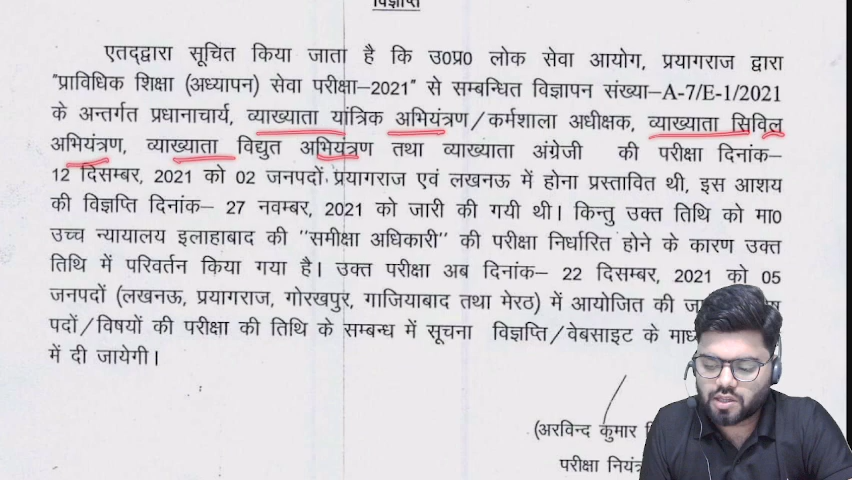 विज्ञप्ति
एतद्द्वारा सूचित किया जाता है कि उ0प्र0 लोक सेवा आयोग, प्रयागराज द्वारा
"प्राविधिक शिक्षा (अध्यापन) सेवा परीक्षा–2021" से सम्बन्धित विज्ञापन संख्या–A-7/E-1/2021
के अन्तर्गत प्रधानाचार्य, व्याख्याता यांत्रिक अभियंत्रण/कर्मशाला अधीक्षक, व्याख्याता सिविल
अभियंत्रण, व्याख्याता विद्युत अभियंत्रण तथा व्याख्याता अंग्रेजी की परीक्षा दिनांक–
12 दिसम्बर, 2021 को 02 जनपदों प्रयागराज एवं लखनऊ में होना प्रस्तावित थी, इस आशय
की विज्ञप्ति दिनांक– 27 नवम्बर, 2021 को जारी की गयी थी। किन्तु उक्त तिथि को मा0
उच्च न्यायालय इलाहाबाद की "समीक्षा अधिकारी" की परीक्षा निर्धारित होने के कारण उक्त
तिथि में परिवर्तन किया गया है। उक्त परीक्षा अब दिनांक– 22 दिसम्बर, 2021 को 05
जनपदों (लखनऊ, प्रयागराज, गोरखपुर, गाजियाबाद तथा मेरठ) में आयोजित की
पदों/विषयों की परीक्षा की तिथि के सम्बन्ध में सूचना विज्ञप्ति/वेबसाइट के
में दी जायेगी।
(अरविन्द कुमार
परीक्षा